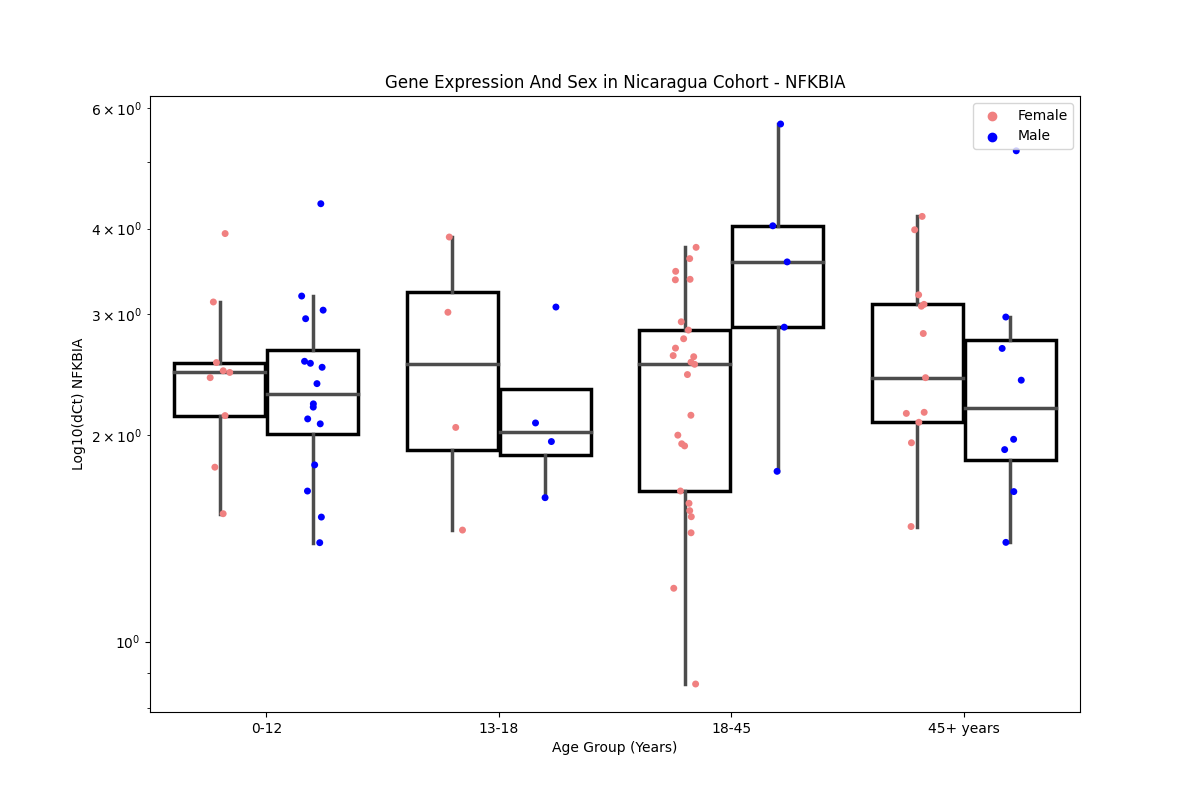 Gene Expression And Sex in Nicaragua Cohort - NFKBIA
Female
Male
6 × 10⁰
4 × 10⁰
3 × 10⁰
2 × 10⁰
10⁰
Log10(dCt) NFKBIA
0-12
13-18
18-45
45+ years
Age Group (Years)